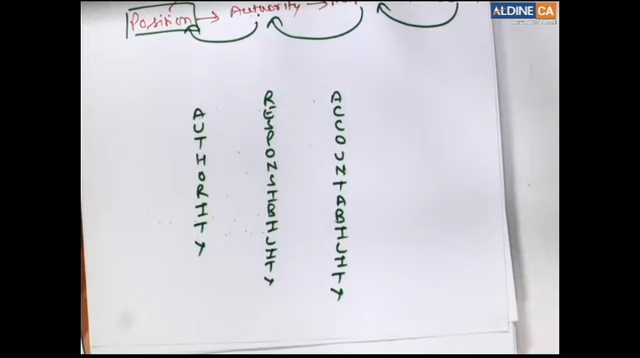 Position → Authority →
ALDINE CA
AUTHORITY
RESPONSIBILITY
ACCOUNTABILITY